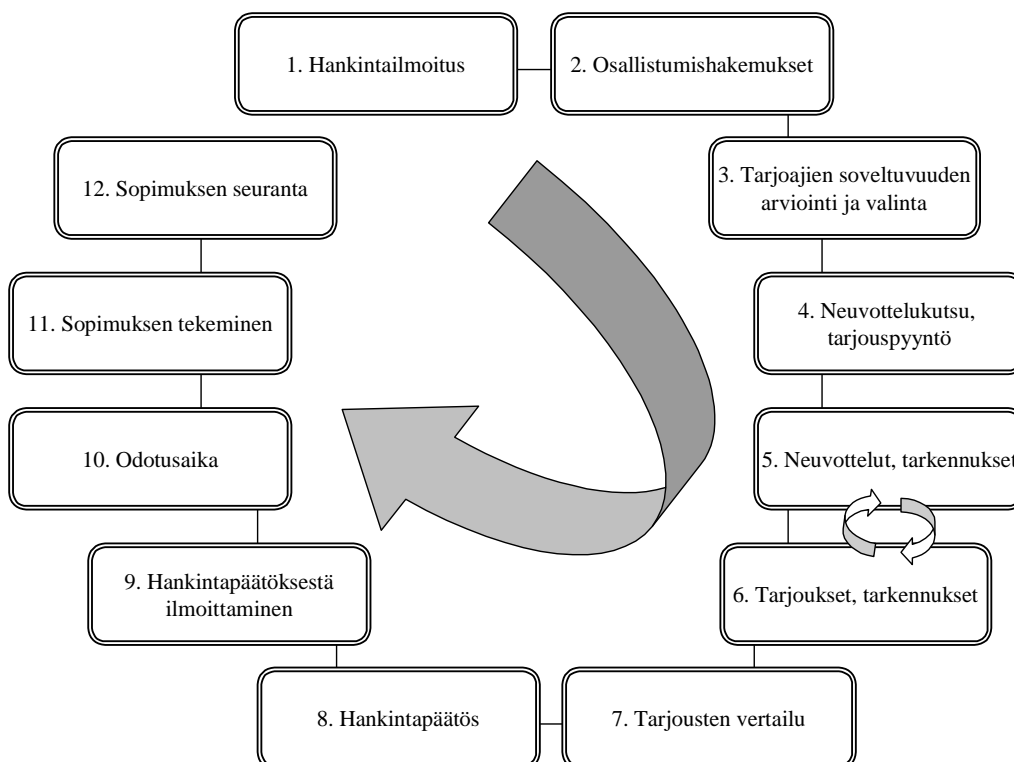 1. Hankintailmoitus
2. Osallistumishakemukset
3. Tarjoajien soveltuvuuden
arviointi ja valinta
4. Neuvottelukutsu,
tarjouspyyntö
5. Neuvottelut, tarkennukset
6. Tarjoukset, tarkennukset
7. Tarjousten vertailu
8. Hankintapäätös
9. Hankintapäätöksestä
ilmoittaminen
10. Odotusaika
11. Sopimuksen tekeminen
12. Sopimuksen seuranta